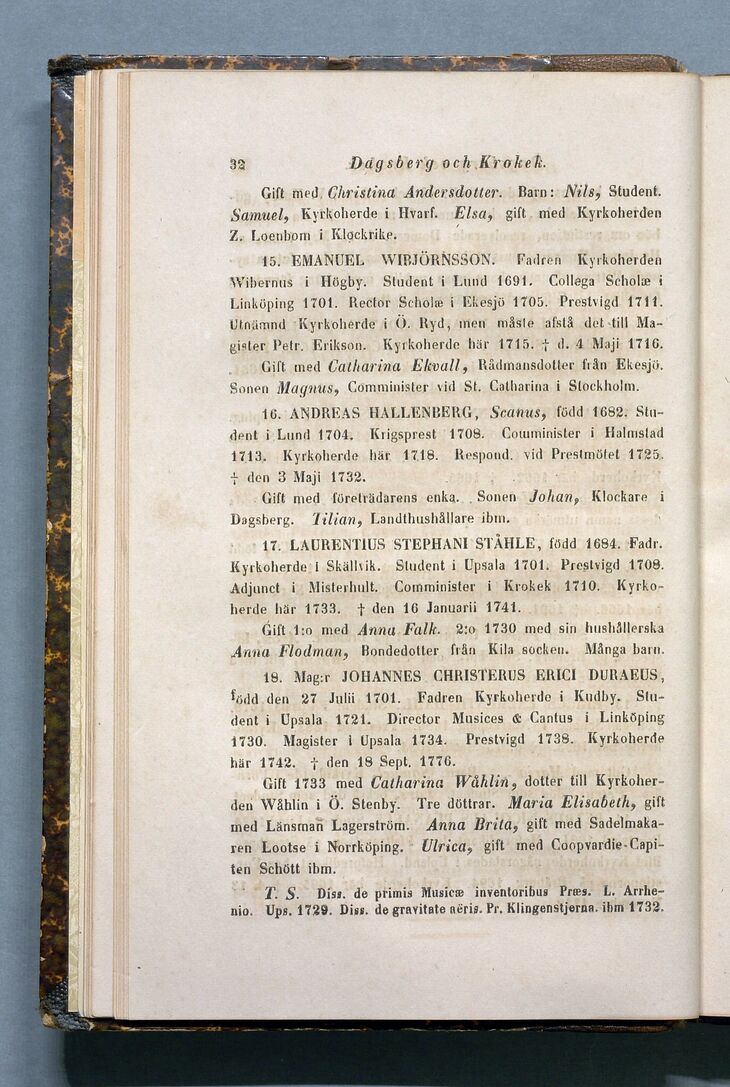 32 Dagsberg och Krokek.
Gift med Christina Andersdotter. Barn: Nils, Student.
Samuel, Kyrkoherde i Hvarf. Elsa, gift med Kyrkoherden
Z. Loenbom i Klockrike.
15. EMANUEL WIBJÖRNSSON. Fadren Kyrkoherden
Wibernus i Högby. Student i Lund 1691. Collega Scholæ i
Linköping 1701. Rector Scholæ i Ekesjö 1705. Prestvigd 1711.
Utnämnd Kyrkoherde i Ö. Ryd, men måste afstå det till Ma-
gister Petr. Erikson. Kyrkoherde här 1715. † d. 4 Maji 1716.
Gift med Catharina Ekvall, Rådmansdotter från Ekesjö.
Sonen Magnus, Comminister vid St. Catharina i Stockholm.
16. ANDREAS HALLENBERG, Scanus, född 1682. Stu-
dent i Lund 1704. Krigsprest 1708. Comminister i Halmstad
1713. Kyrkoherde här 1718. Respond. vid Prestmötet 1725.
† den 3 Maji 1732.
Gift med företrädarens enka. Sonen Johan, Klockare i
Dagsberg. Tilian, Landthushållare ibm.
17. LAURENTIUS STEPHANI STÅHLE, född 1684. Fadr.
Kyrkoherde i Skällvik. Student i Upsala 1701. Prestvigd 1708.
Adjunct i Misterhult. Comminister i Krokek 1710. Kyrko-
herde här 1733. † den 16 Januarii 1741.
Gift 1:o med Anna Falk. 2:o 1730 med sin hushållerska
Anna Flodman, Bondedotter från Kila socken. Många barn.
18. Mag:r JOHANNES CHRISTERUS ERICI DURAEUS,
född den 27 Julii 1701. Fadren Kyrkoherde i Kudby. Stu-
dent i Upsala 1721. Director Musices & Cantus i Linköping
1730. Magister i Upsala 1734. Prestvigd 1738. Kyrkoherde
här 1742. † den 18 Sept. 1776.
Gift 1733 med Catharina Wåhlin, dotter till Kyrkoher-
den Wåhlin i Ö. Stenby. Tre döttrar. Maria Elisabeth, gift
med Länsman Lagerström. Anna Brita, gift med Sadelmaka-
ren Lootse i Norrköping. Ulrica, gift med Coopvardie-Capi-
ten Schött ibm.
T. S. Diss. de primis Musicæ inventoribus Præs. L. Arrhe-
nio. Ups. 1729. Diss. de gravitate aëris. Pr. Klingenstjerna. ibm 1732.